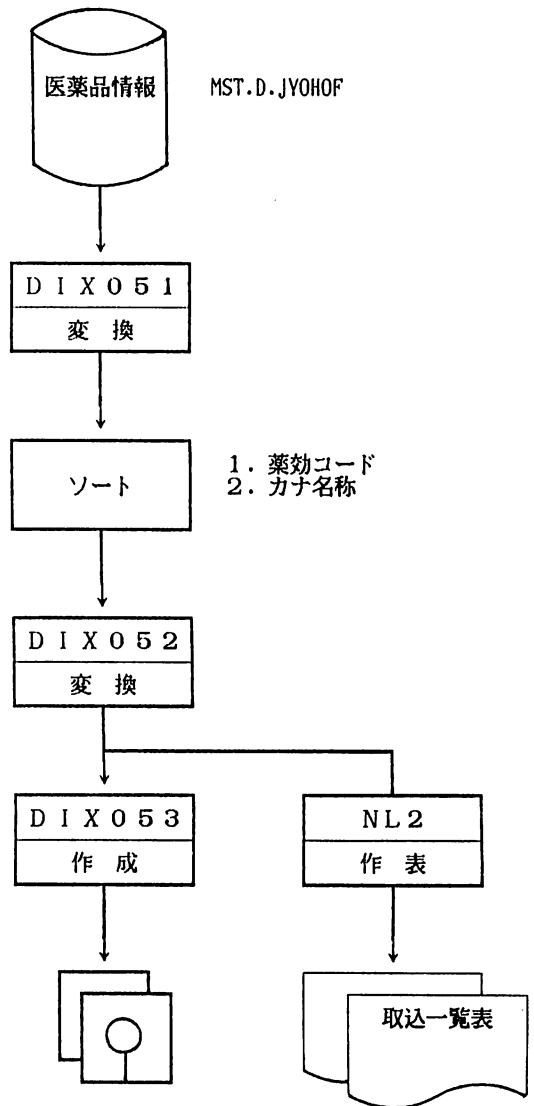 医薬品情報 MST.D.JYOHOF
ＤＩＸ０５１
変 換
ソート
１．薬効コード
２．カナ名称
ＤＩＸ０５２
変 換
ＤＩＸ０５３
作 成
ＮＬ２
作 表
取込一覧表